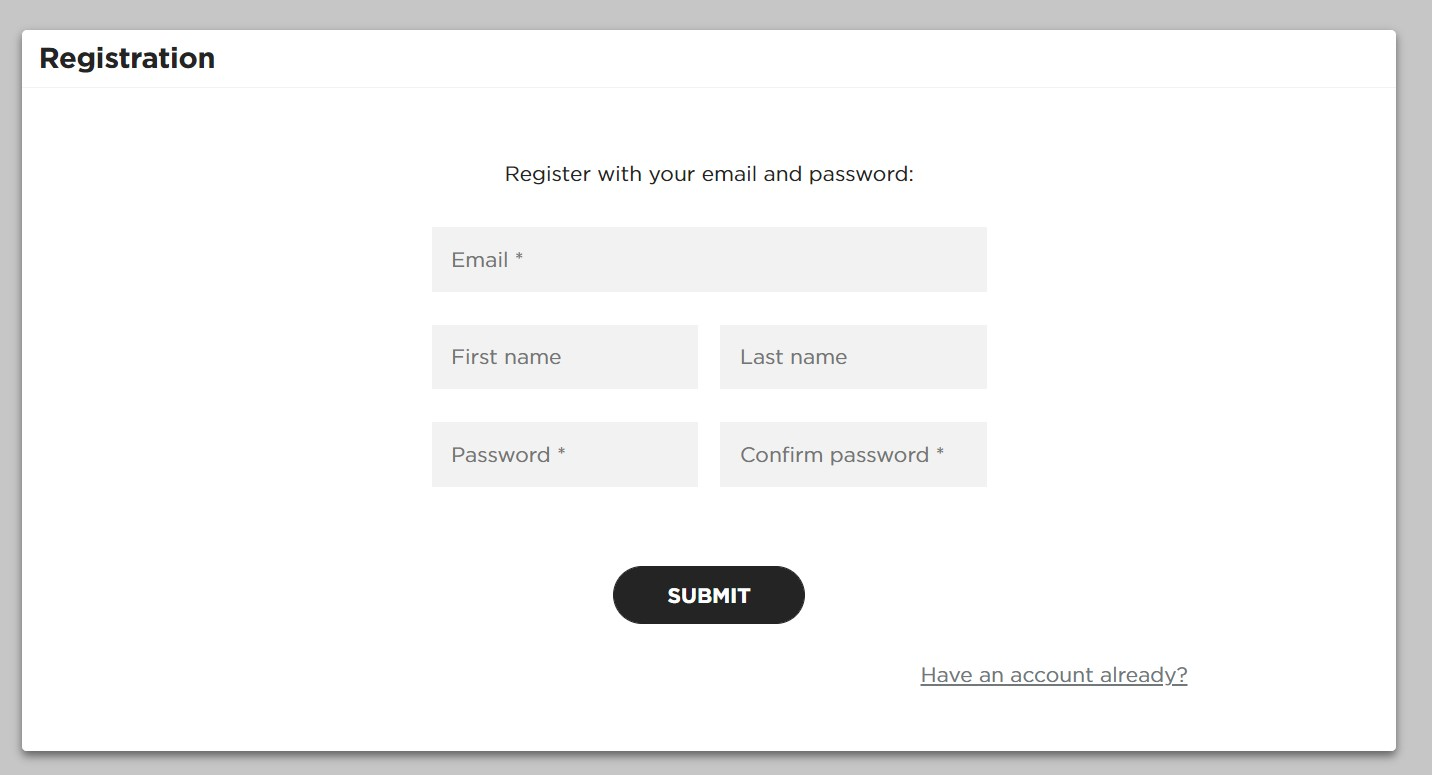 Registration
Register with your email and password:
Email *
First name
Last name
Password *
Confirm password *
SUBMIT
Have an account already?